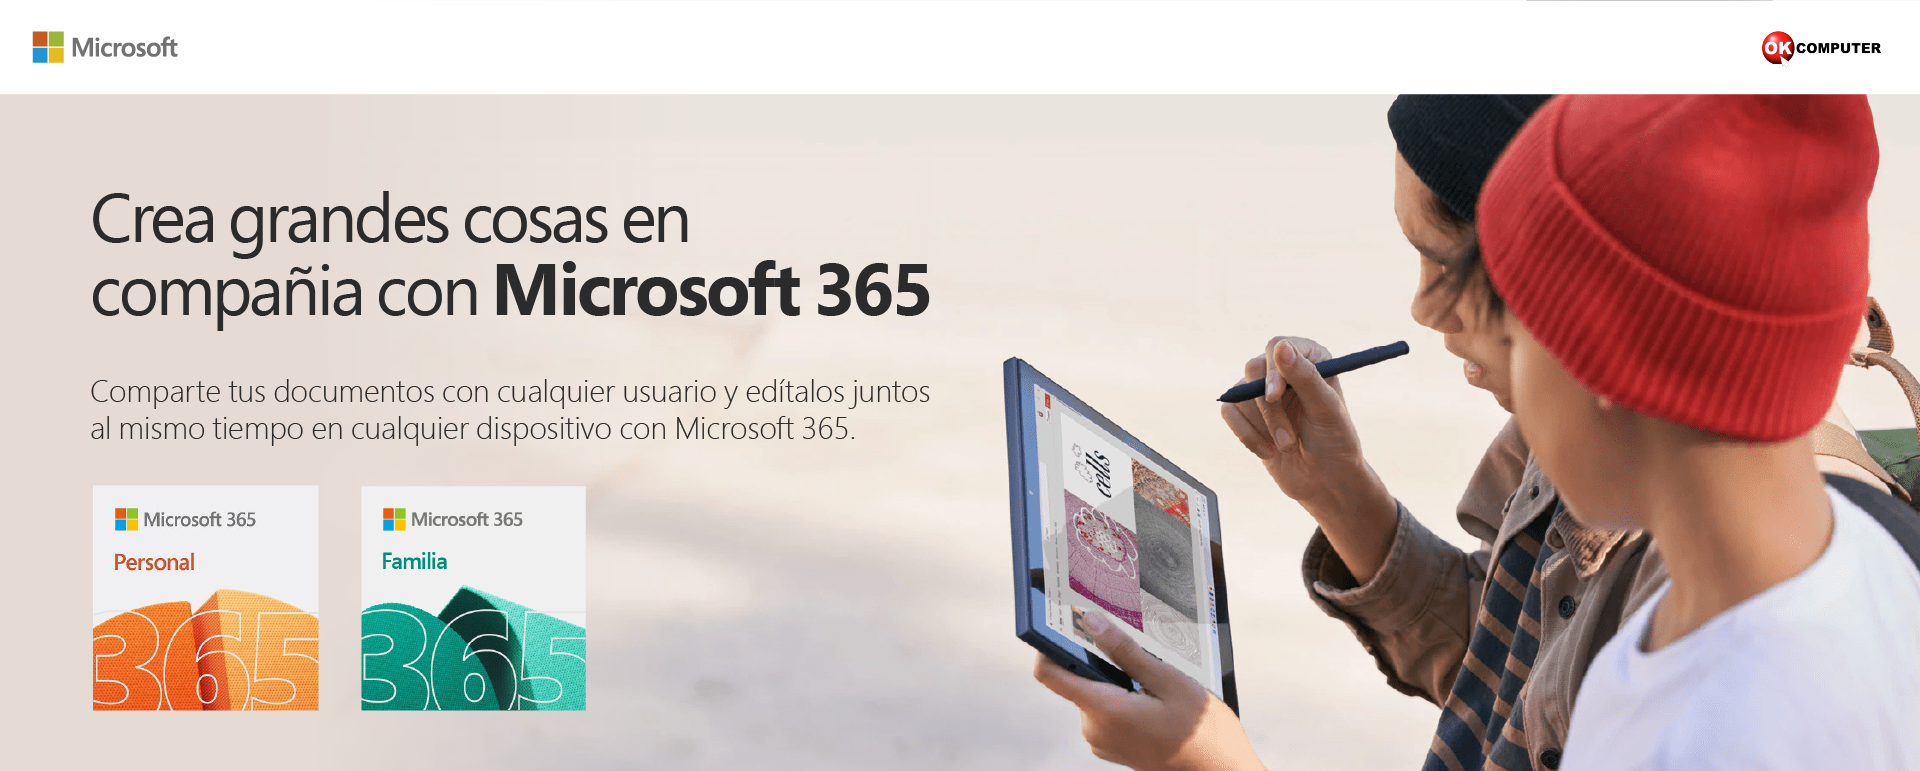 Microsoft
OK COMPUTER
Crea grandes cosas en
compañia con Microsoft 365
Comparte tus documentos con cualquier usuario y edítalos juntos
al mismo tiempo en cualquier dispositivo con Microsoft 365.
Microsoft 365
Personal
365
Microsoft 365
Familia
365
cells